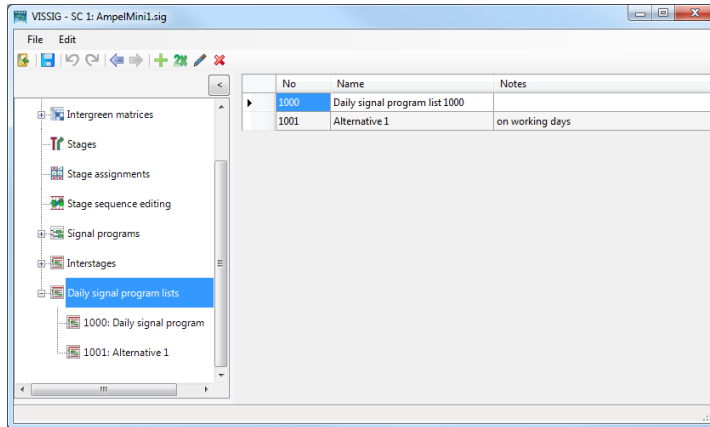 VISSIG - SC 1: AmpelMini1.sig
File Edit
<
No Name Notes
1000 Daily signal program list 1000
1001 Alternative 1 on working days
Intergreen matrices
Stages
Stage assignments
Stage sequence editing
Signal programs
Interstages
Daily signal program lists
1000: Daily signal program
1001: Alternative 1